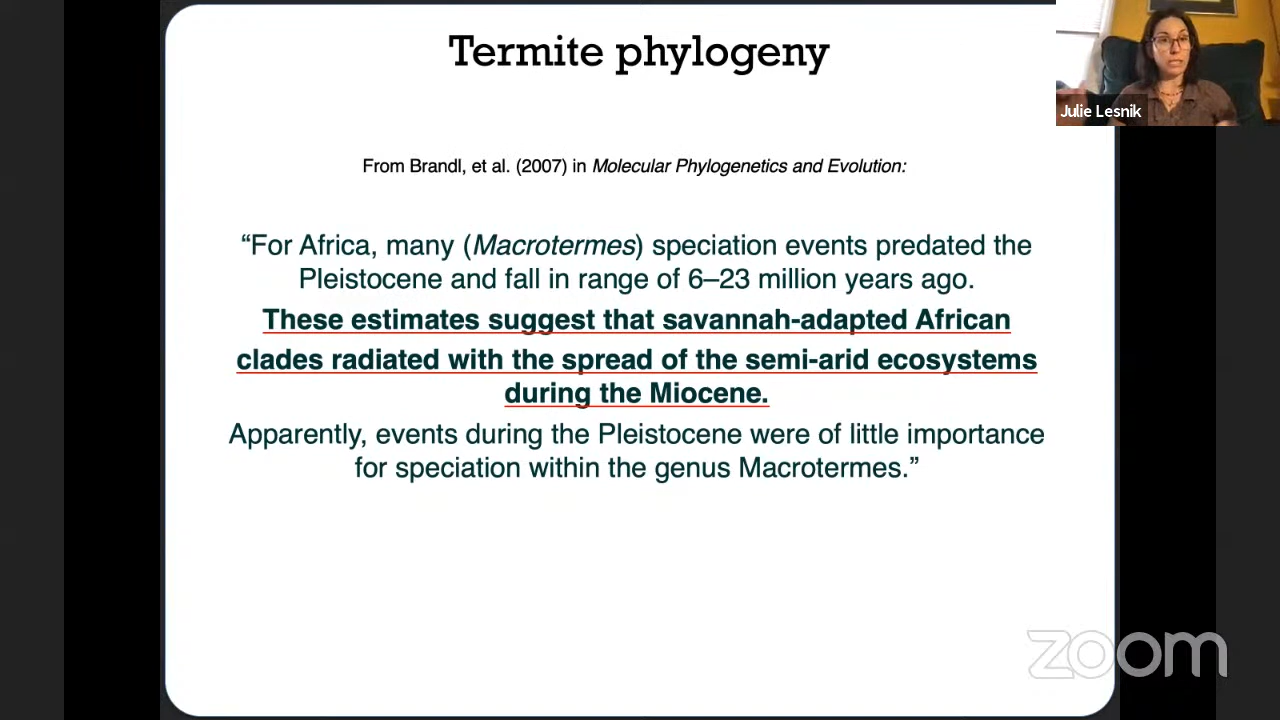 Termite phylogeny
Julie Lesnik
From Brandl, et al. (2007) in Molecular Phylogenetics and Evolution:
“For Africa, many (Macrotermes) speciation events predated the
Pleistocene and fall in range of 6–23 million years ago.
These estimates suggest that savannah-adapted African
clades radiated with the spread of the semi-arid ecosystems
during the Miocene.
Apparently, events during the Pleistocene were of little importance
for speciation within the genus Macrotermes.”
zoom